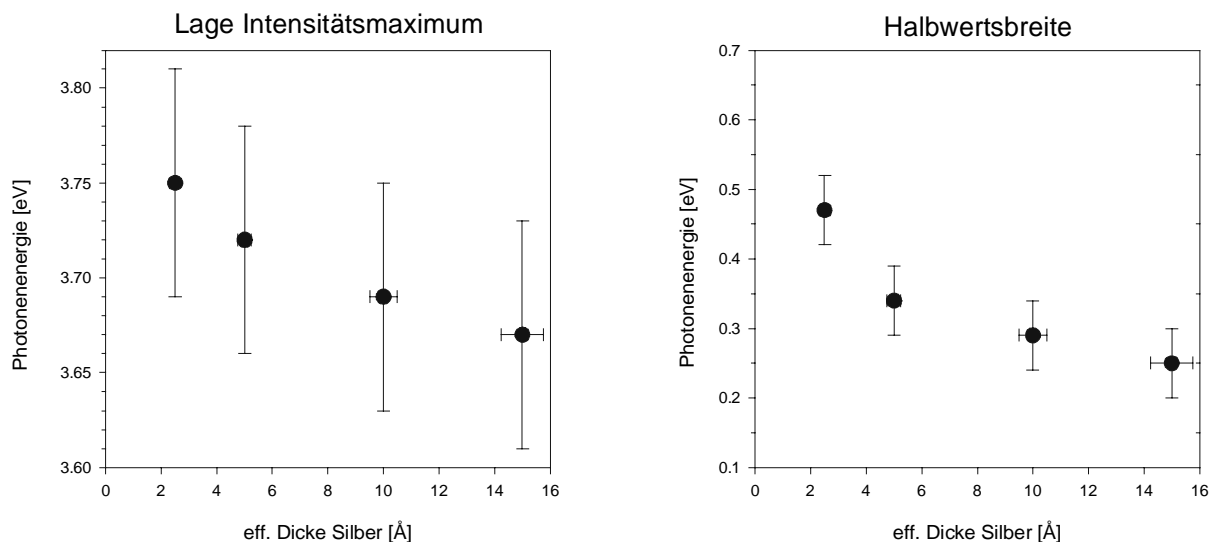 Lage Intensitätsmaximum
Photonenenergie [eV]
3.80
3.75
3.70
3.65
3.60
0 2 4 6 8 10 12 14 16
eff. Dicke Silber [Å]
Halbwertsbreite
Photonenenergie [eV]
0.7
0.6
0.5
0.4
0.3
0.2
0.1
0 2 4 6 8 10 12 14 16
eff. Dicke Silber [Å]